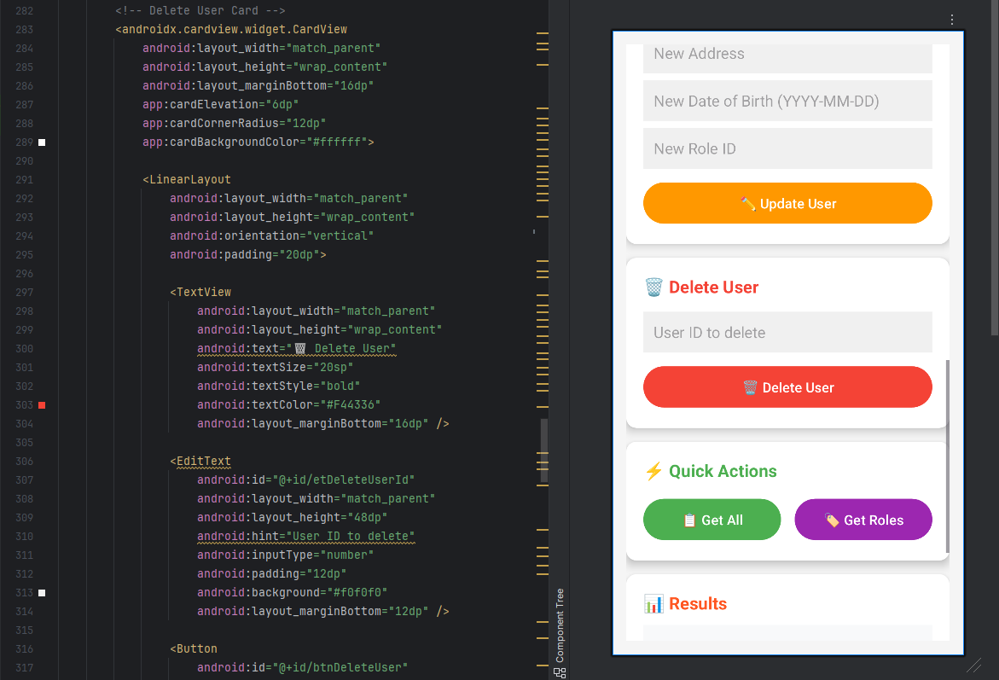 282 <!-- Delete User Card -->
283 <androidx.cardview.widget.CardView
284 android:layout_width="match_parent"
285 android:layout_height="wrap_content"
286 android:layout_marginBottom="16dp"
287 app:cardElevation="6dp"
288 app:cardCornerRadius="12dp"
289 app:cardBackgroundColor="#ffffff">
290
291 <LinearLayout
292 android:layout_width="match_parent"
293 android:layout_height="wrap_content"
294 android:orientation="vertical"
295 android:padding="20dp">
296
297 <TextView
298 android:layout_width="match_parent"
299 android:layout_height="wrap_content"
300 android:text="🗑️ Delete User"
301 android:textSize="20sp"
302 android:textStyle="bold"
303 android:textColor="#F44336"
304 android:layout_marginBottom="16dp" />
305
306 <EditText
307 android:id="@+id/etDeleteUserId"
308 android:layout_width="match_parent"
309 android:layout_height="48dp"
310 android:hint="User ID to delete"
311 android:inputType="number"
312 android:padding="12dp"
313 android:background="#f0f0f0"
314 android:layout_marginBottom="12dp" />
315
316 <Button
317 android:id="@+id/btnDeleteUser"
Component Tree
New Address
New Date of Birth (YYYY-MM-DD)
New Role ID
✏️ Update User
🗑️ Delete User
User ID to delete
🗑️ Delete User
⚡ Quick Actions
📋 Get All
🏷️ Get Roles
📊 Results